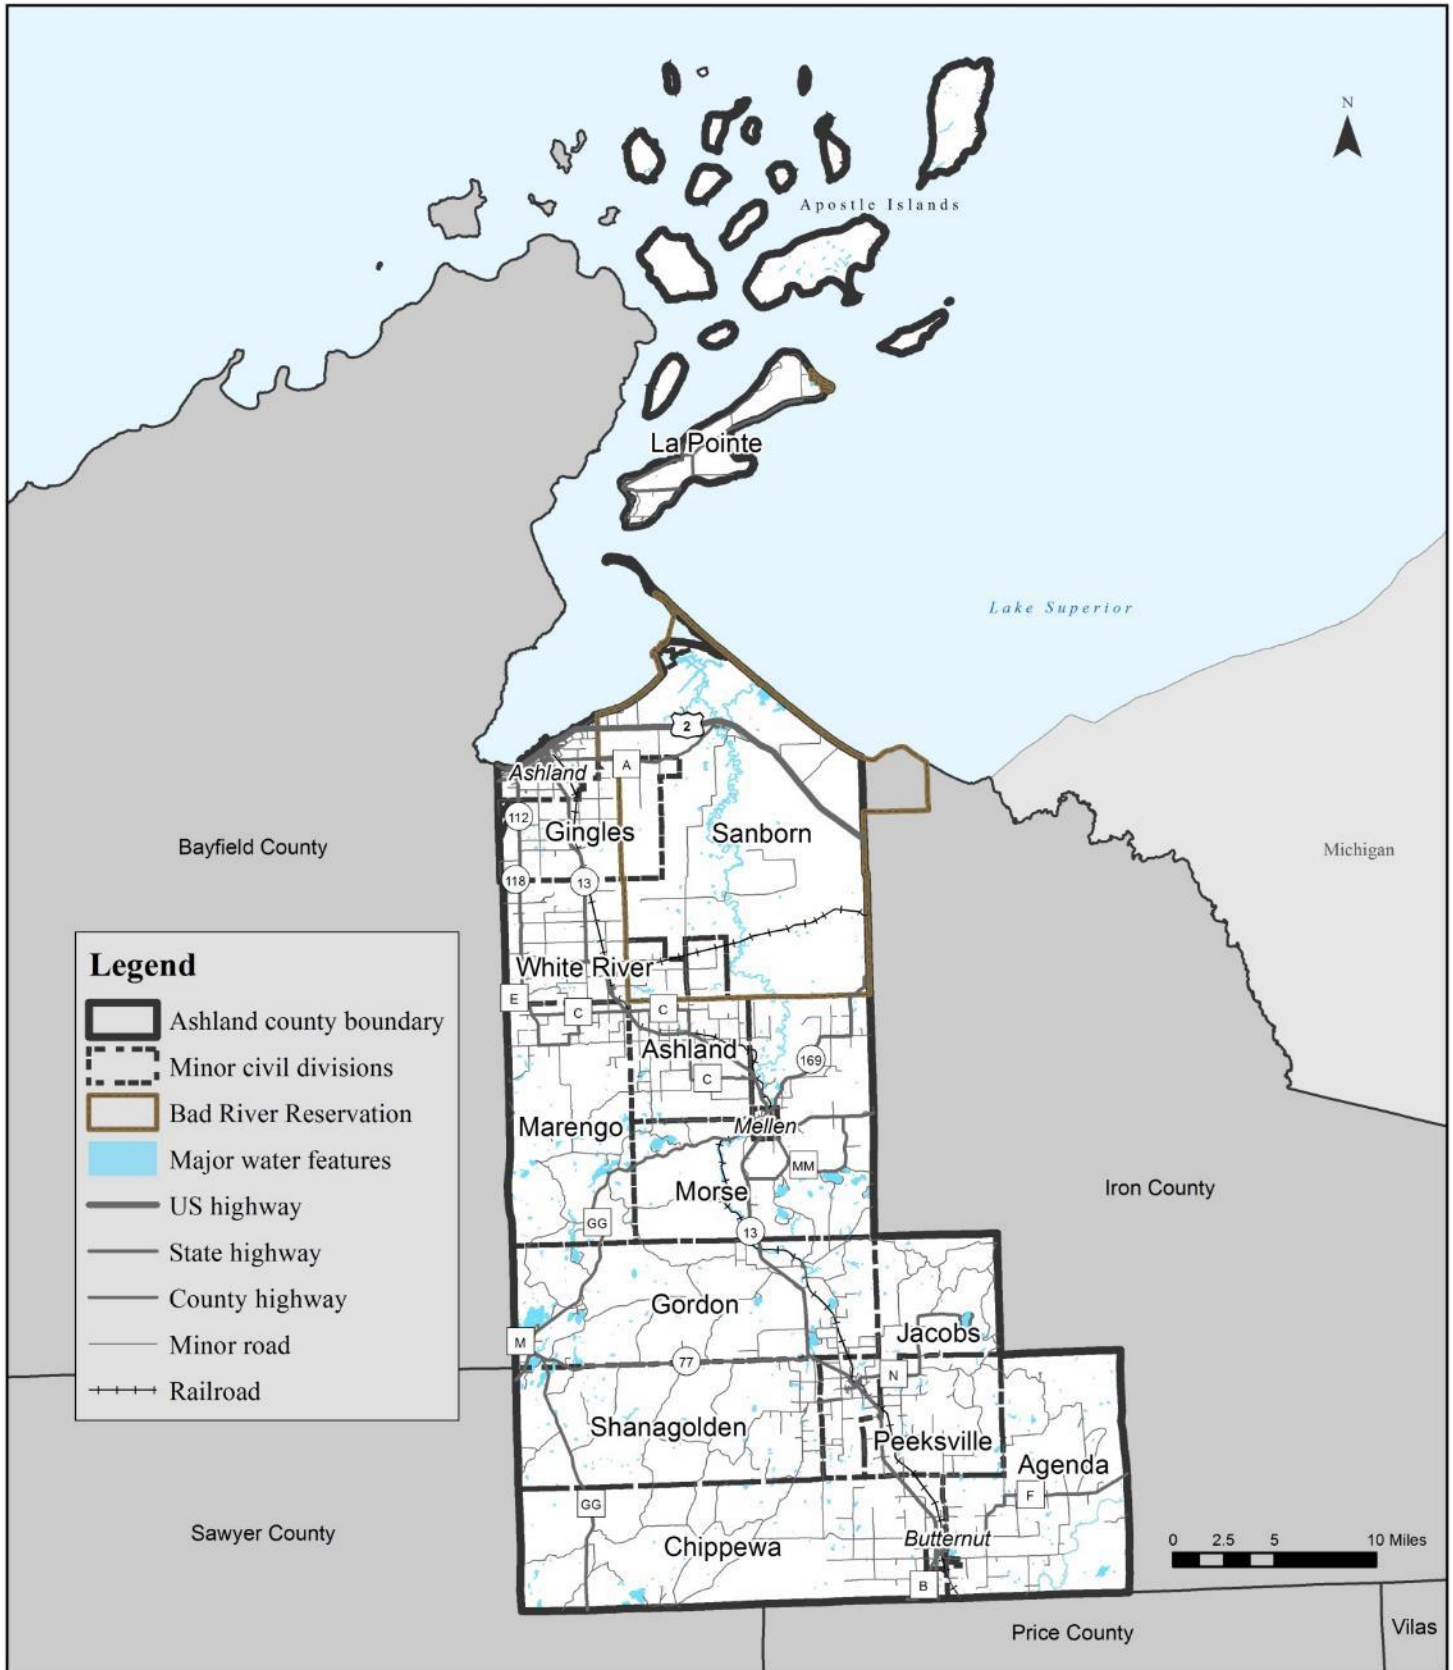 N
Apostle Islands
La Pointe
Lake Superior
2
Ashland
A
112
Gingles
Sanborn
Bayfield County
Michigan
118
13
Legend
White River
E
C
C
Ashland county boundary
Ashland
169
Minor civil divisions
C
Bad River Reservation
Marengo
Mellen
Major water features
MM
Morse
Iron County
US highway
GG
13
State highway
County highway
Gordon
Jacobs
M
Minor road
77
N
Railroad
Shanagolden
Peeksville
Agenda
F
GG
Sawyer County
Chippewa
Butternut
0 2.5 5 10 Miles
B
Price County
Vilas